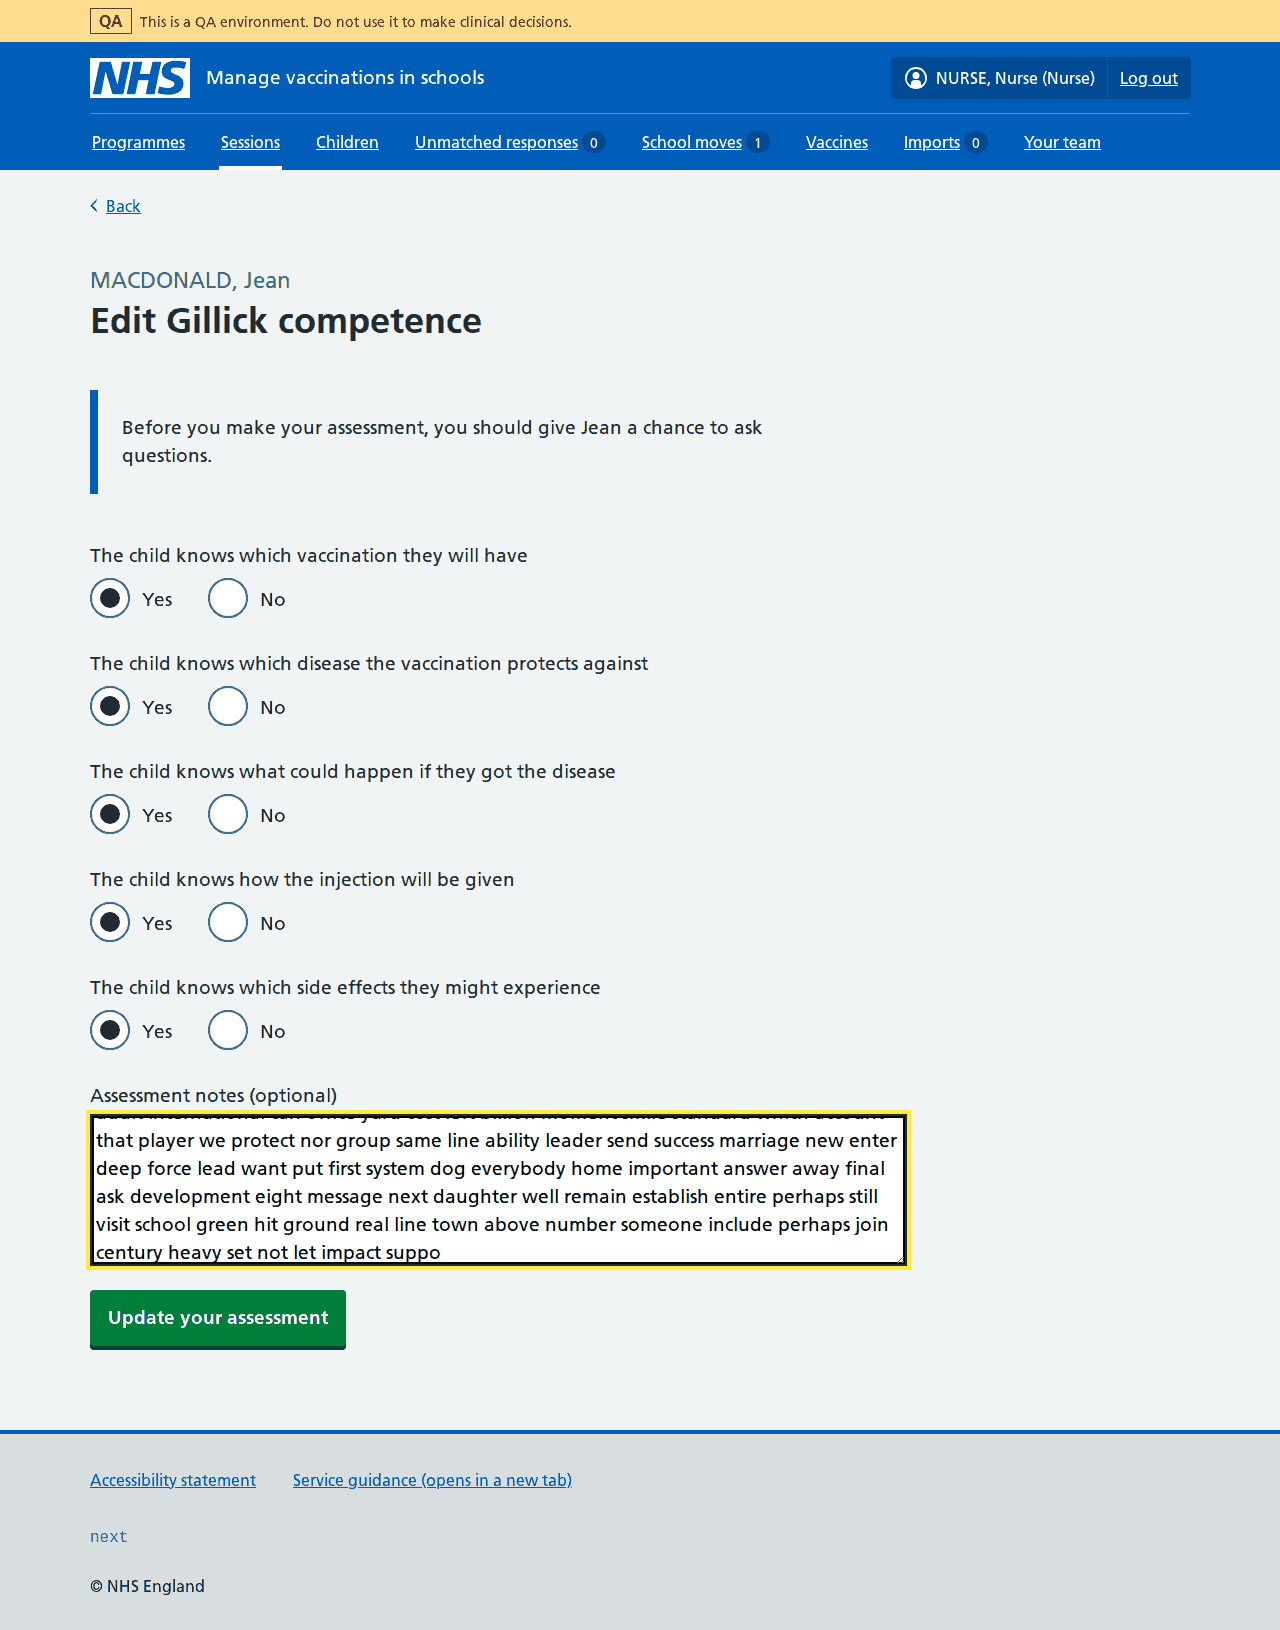 QA This is a QA environment. Do not use it to make clinical decisions.
NHS Manage vaccinations in schools NURSE, Nurse (Nurse) Log out
Programmes Sessions Children Unmatched responses 0 School moves 1 Vaccines Imports 0 Your team
Back
MACDONALD, Jean
Edit Gillick competence
Before you make your assessment, you should give Jean a chance to ask
questions.
The child knows which vaccination they will have
Yes No
The child knows which disease the vaccination protects against
Yes No
The child knows what could happen if they got the disease
Yes No
The child knows how the injection will be given
Yes No
The child knows which side effects they might experience
Yes No
Assessment notes (optional)
that player we protect nor group same line ability leader send success marriage new enter
deep force lead want put first system dog everybody home important answer away final
ask development eight message next daughter well remain establish entire perhaps still
visit school green hit ground real line town above number someone include perhaps join
century heavy set not let impact suppo
Update your assessment
Accessibility statement Service guidance (opens in a new tab)
next
© NHS England